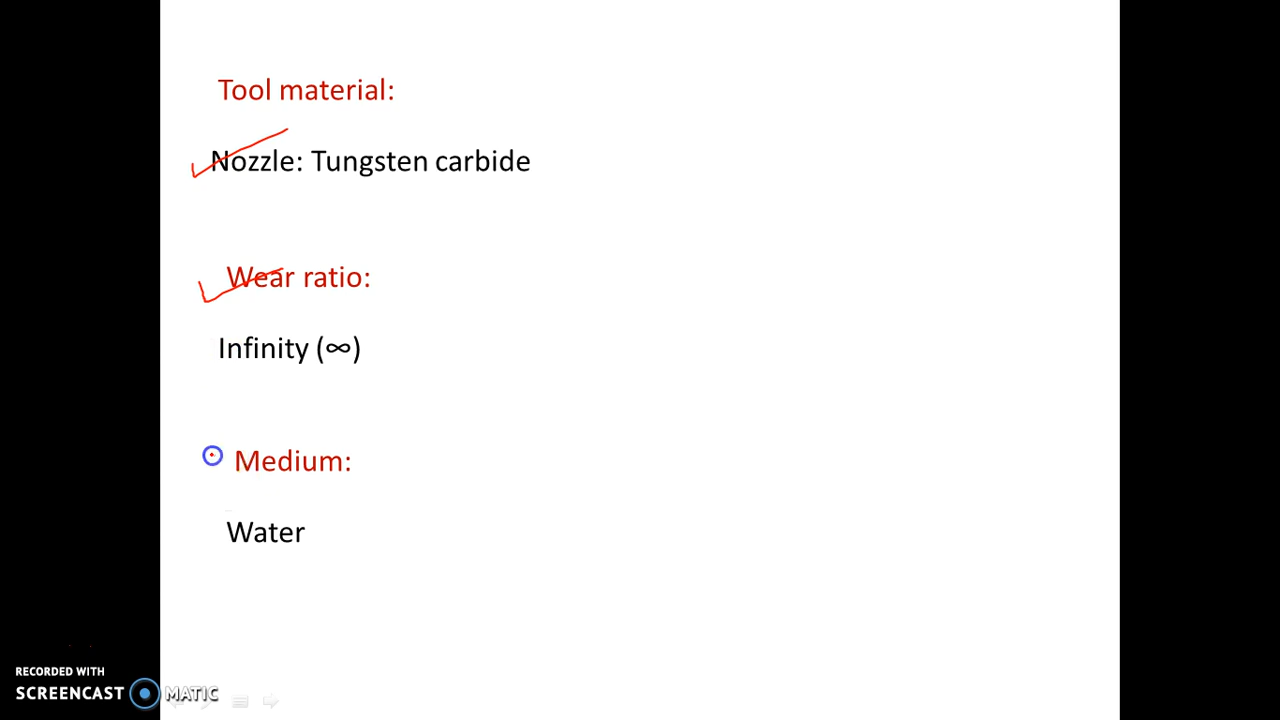 Tool material:
Nozzle: Tungsten carbide
Wear ratio:
Infinity (∞)
Medium:
Water
RECORDED WITH
SCREENCAST MATIC